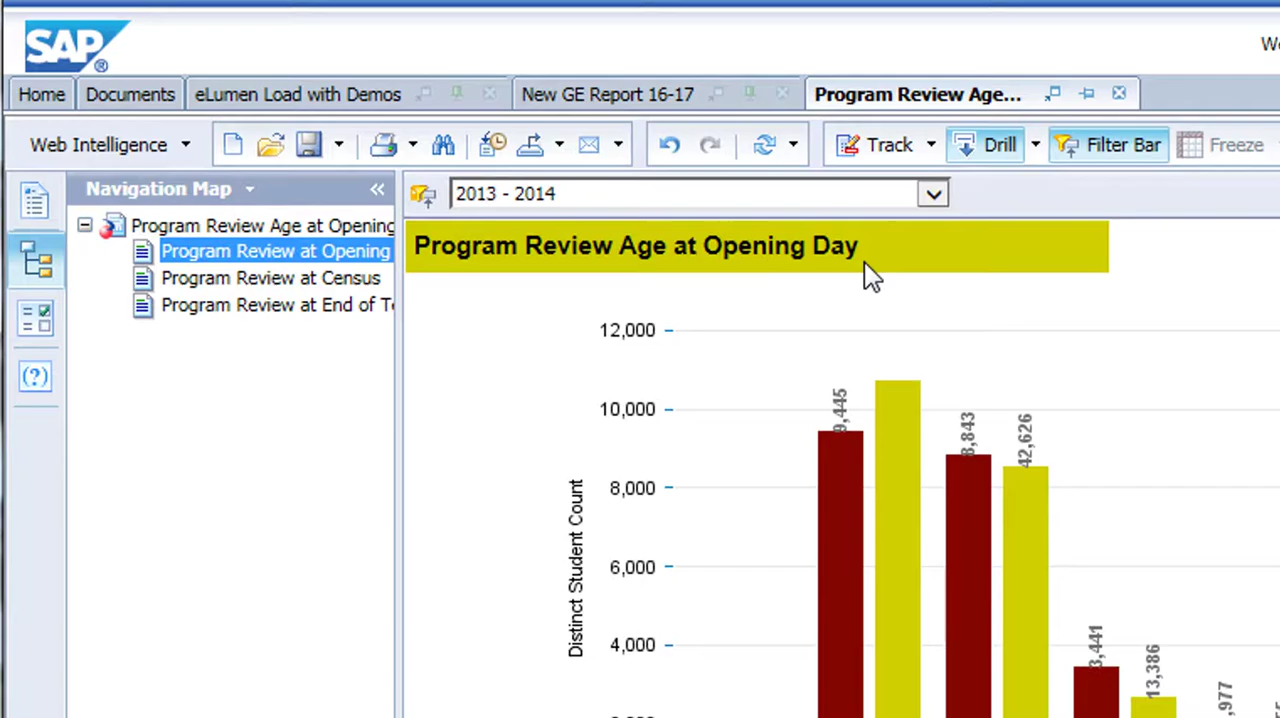 SAP®
We
Home
Documents
eLumen Load with Demos
New GE Report 16-17
Program Review Age...
Web Intelligence
Track
Drill
Filter Bar
Freeze
Navigation Map
2013 - 2014
Program Review Age at Opening
Program Review at Opening
Program Review at Census
Program Review at End of Te
Program Review Age at Opening Day
12,000
10,000
8,000
6,000
4,000
Distinct Student Count
9,445
8,843
42,626
3,441
13,386
,977